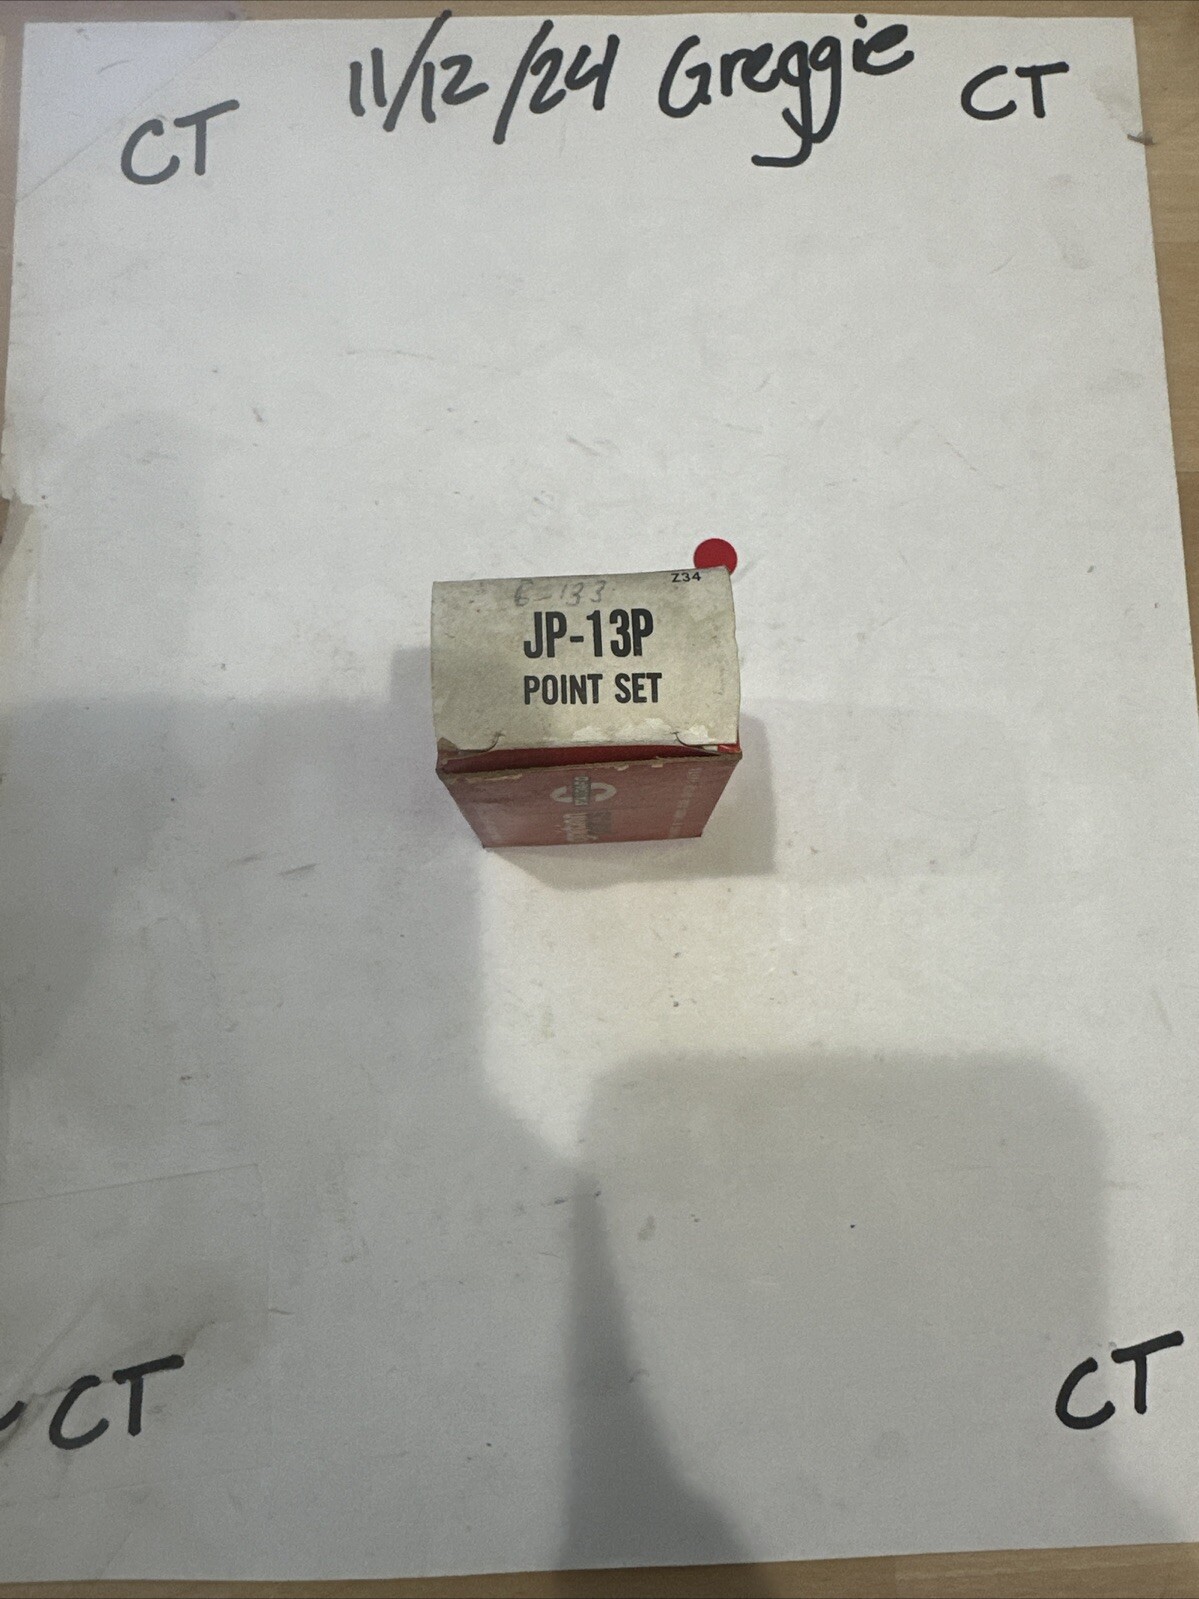 11/12/24 Greggie
CT
CT
Z34
6-133
JP-13P
POINT SET
CT
CT